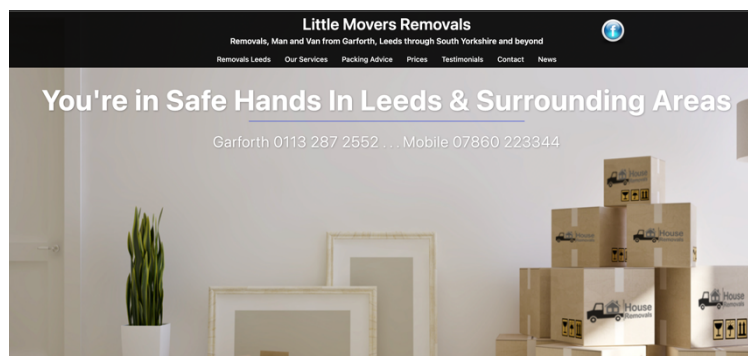 Little Movers Removals
Removals, Man and Van from Garforth, Leeds through South Yorkshire and beyond
Removals Leeds Our Services Packing Advice Prices Testimonials Contact News
You're in Safe Hands In Leeds & Surrounding Areas
Garforth 0113 287 2552 . . . Mobile 07860 223344
House
Removals
House
Removals
House
Removals
House
Removals
House
Removals